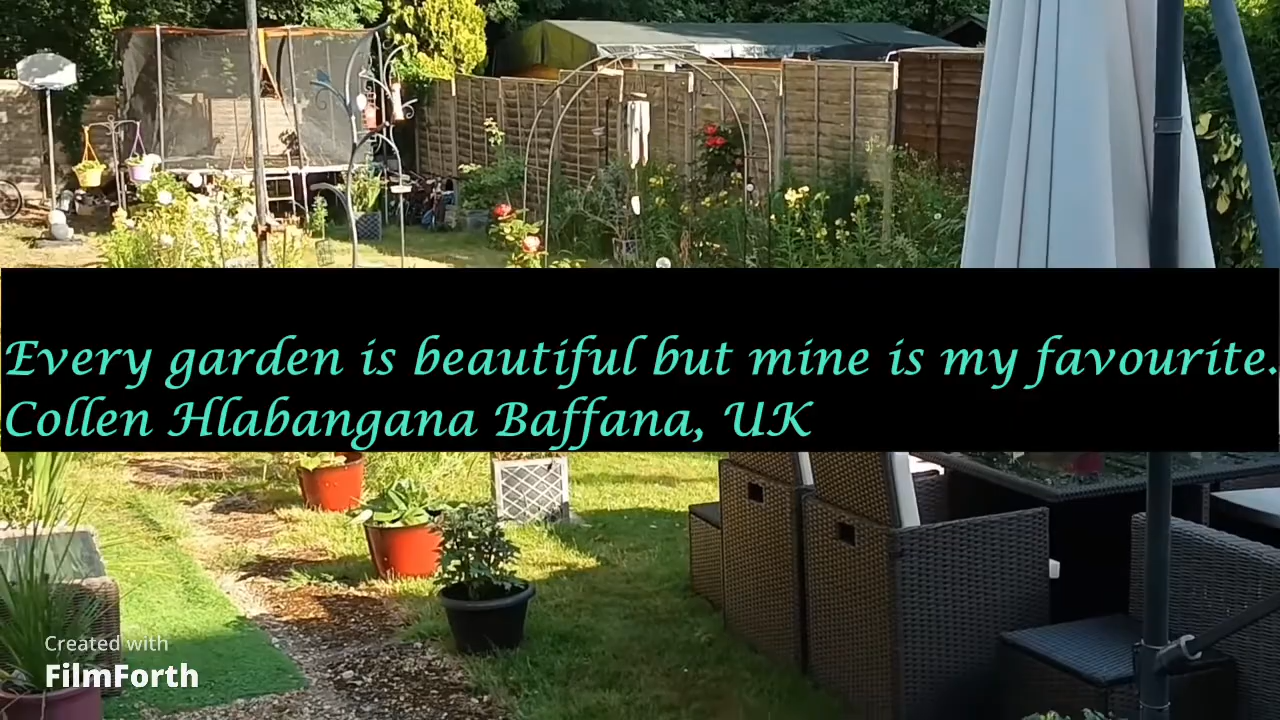 Every garden is beautiful but mine is my favourite.
Collen Hlabangana Baffana, UK
Created with
FilmForth